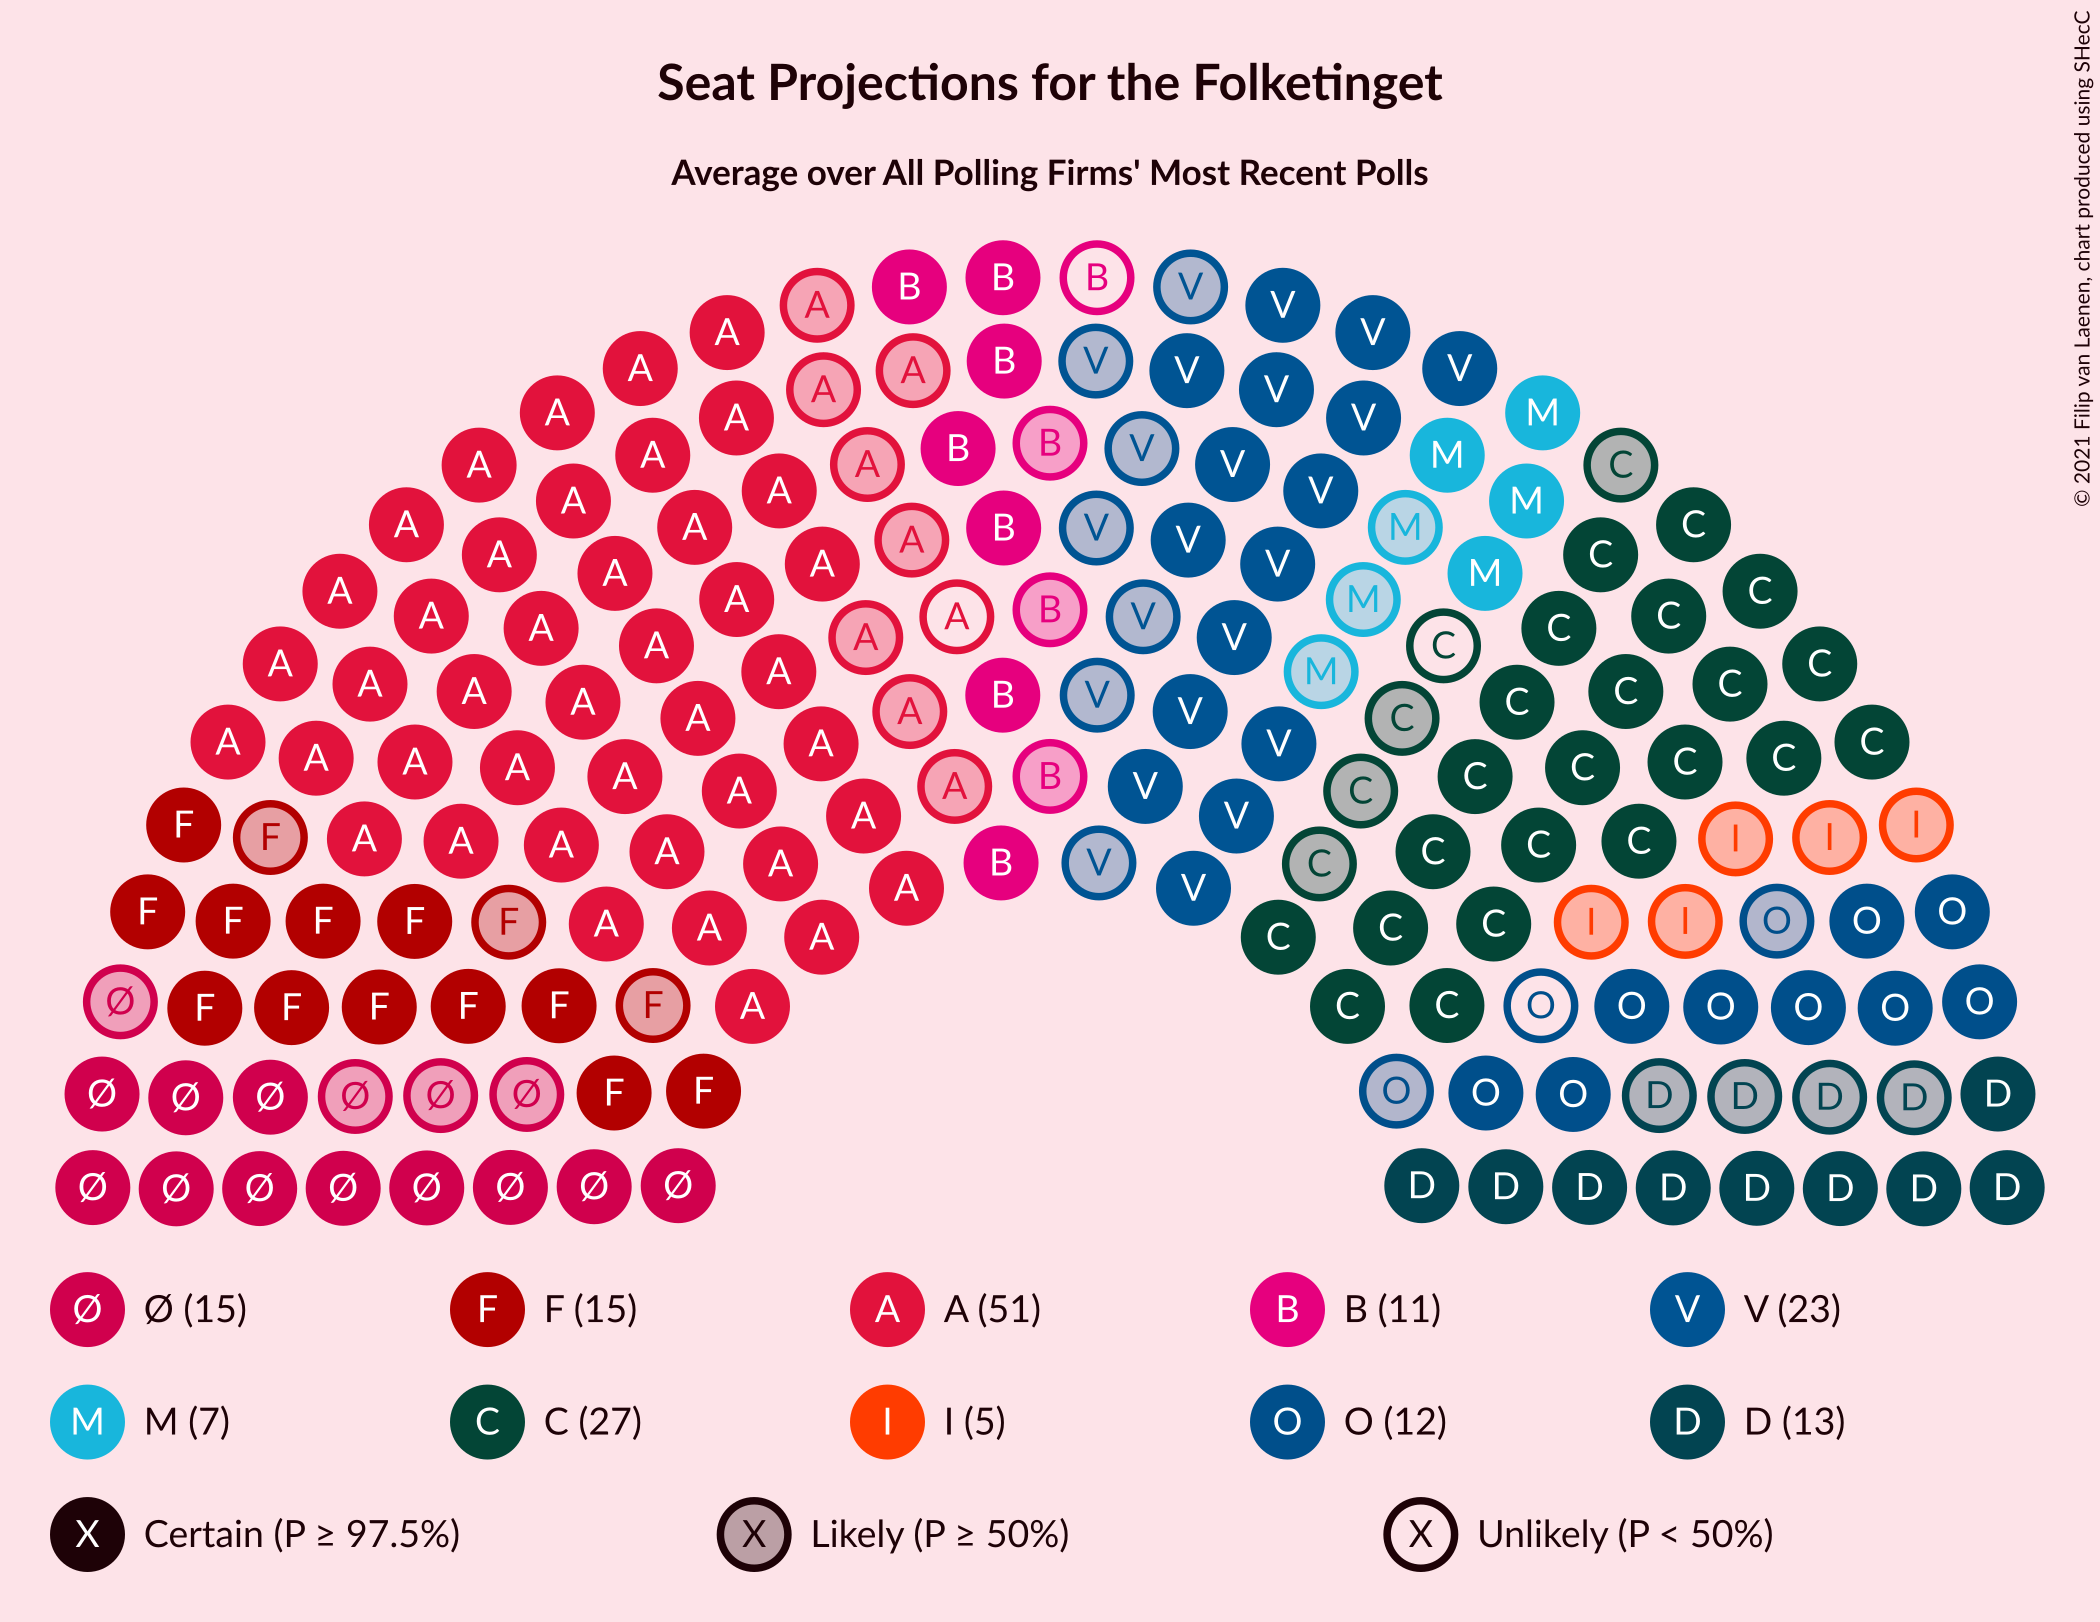 © 2021 Filip van Laenen, chart produced using SHecC
Seat Projections for the Folketinget
Average over All Polling Firms' Most Recent Polls
B B B V
A V
A V
A A B V V V
A V
A A V M
A B B V M
A A V C
A A V M
A A B V M C
A V
A A V C
A M
A A M C
A A B V C
A A V C
A C
A A M C
A A B V C C
A A V C
A C
A A V C
A A A C C C
A A A B V C C
F A V I
F A A A A C C C I I
A B V C
A V
F F F F F A A A C C C I I O O O
Ø F F F F F F A C C O O O O O O
Ø Ø Ø Ø Ø Ø F F O O O D D D D D
Ø Ø Ø Ø Ø Ø Ø Ø D D D D D D D D
Ø Ø (15) F F (15) A A (51) B B (11) V V (23)
M M (7) C C (27) I I (5) O O (12) D D (13)
X Certain (P ≥ 97.5%) X Likely (P ≥ 50%) X Unlikely (P < 50%)